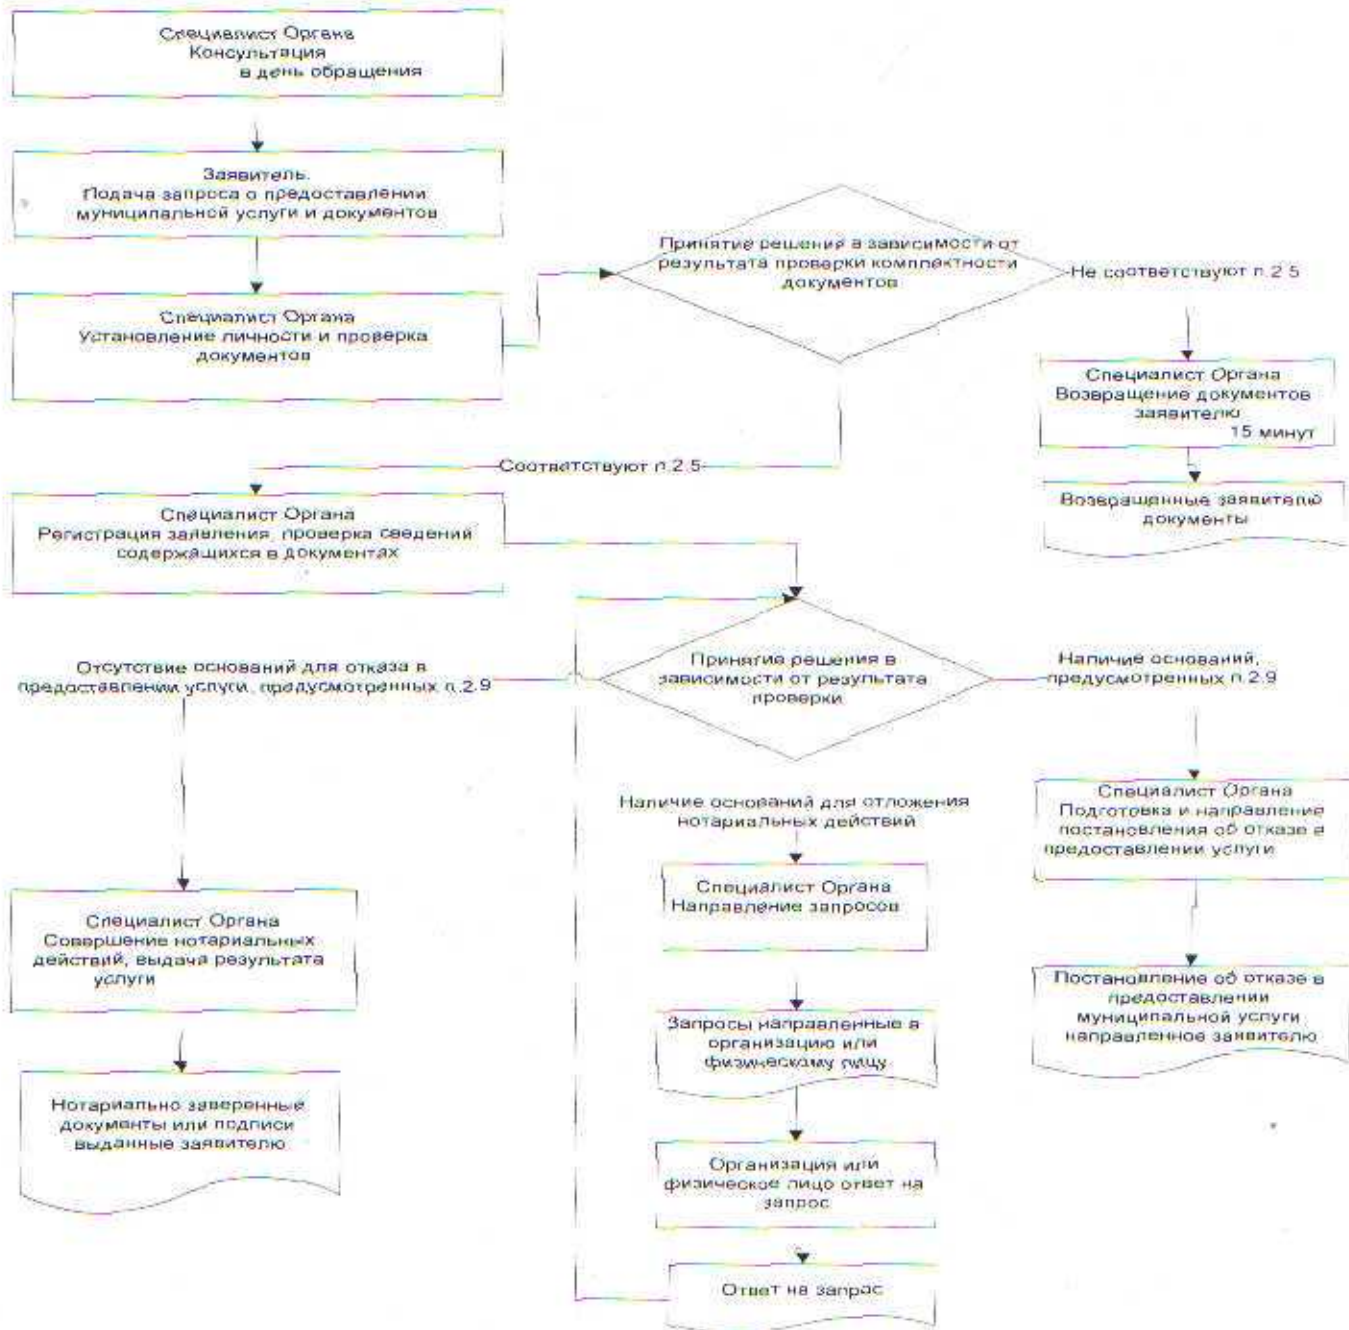 Специалист Органа
Консультация
в день обращения
Заявитель.
Подача запроса о предоставлении
муниципальной услуги и документов
Специалист Органа
Установление личности и проверка
документов
Принятие решения в зависимости от
результата проверки комплектности
документов
Не соответствуют п.2.5
Специалист Органа
Возвращение документов
заявителю
15 минут
Возвращенные заявителю
документы
Соответствуют п.2.5
Специалист Органа
Регистрация заявления, проверка сведений
содержащихся в документах
Принятие решения в
зависимости от результата
проверки
Отсутствие оснований для отказа в
предоставлении услуги, предусмотренных п.2.9
Наличие оснований,
предусмотренных п.2.9
Специалист Органа
Совершение нотариальных
действий, выдача результата
услуги
Нотариально заверенные
документы или подписи
выданные заявителю
Наличие оснований для отложения
нотариальных действий
Специалист Органа
Направление запросов
Запросы направленные в
организацию или
физическому лицу
Организация или
физическое лицо ответ на
запрос
Ответ на запрос
Специалист Органа
Подготовка и направление
постановления об отказе в
предоставлении услуги
Постановление об отказе в
предоставлении
муниципальной услуги
направленное заявителю